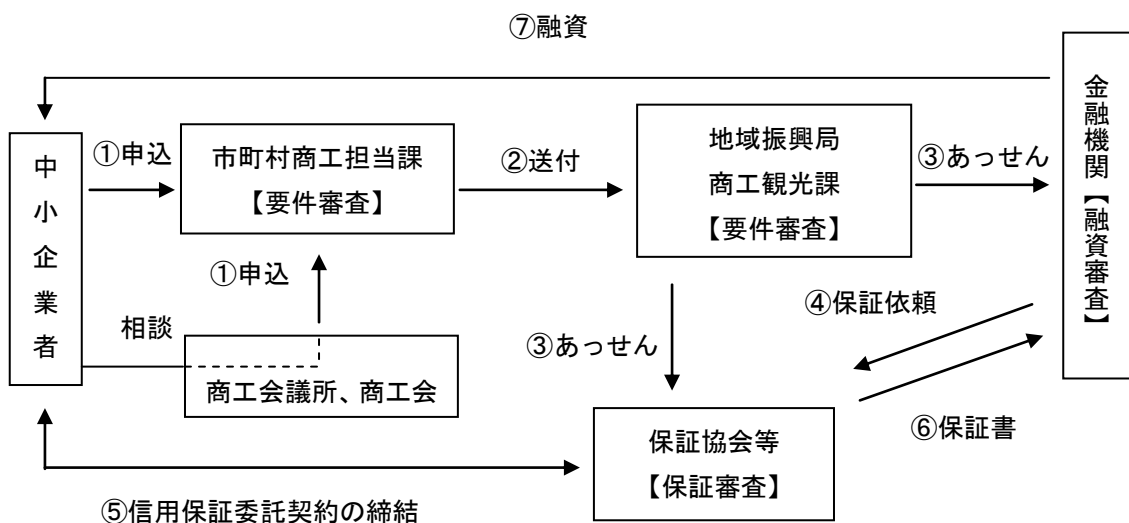 ⑦融資
中小企業者
①申込
市町村商工担当課
【要件審査】
②送付
地域振興局
商工観光課
【要件審査】
③あっせん
金融機関【融資審査】
①申込
相談
商工会議所、商工会
③あっせん
④保証依頼
保証協会等
【保証審査】
⑥保証書
⑤信用保証委託契約の締結